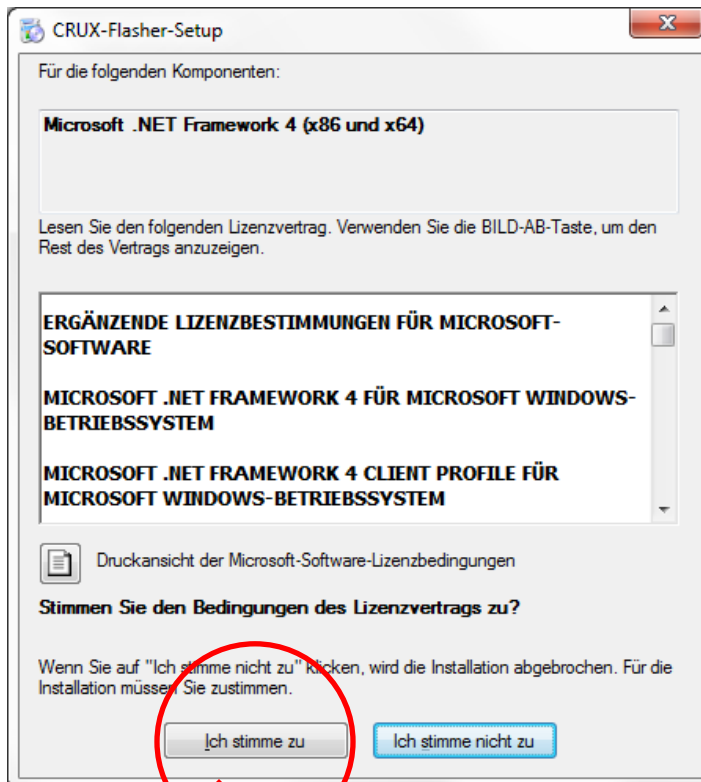 CRUX-Flasher-Setup
Für die folgenden Komponenten:
Microsoft .NET Framework 4 (x86 und x64)
Lesen Sie den folgenden Lizenzvertrag. Verwenden Sie die BILD-AB-Taste, um den
Rest des Vertrags anzuzeigen.
ERGÄNZENDE LIZENZBESTIMMUNGEN FÜR MICROSOFT-
SOFTWARE
MICROSOFT .NET FRAMEWORK 4 FÜR MICROSOFT WINDOWS-
BETRIEBSSYSTEM
MICROSOFT .NET FRAMEWORK 4 CLIENT PROFILE FÜR
MICROSOFT WINDOWS-BETRIEBSSYSTEM
Druckansicht der Microsoft-Software-Lizenzbedingungen
Stimmen Sie den Bedingungen des Lizenzvertrags zu?
Wenn Sie auf "Ich stimme nicht zu" klicken, wird die Installation abgebrochen. Für die
Installation müssen Sie zustimmen.
Ich stimme zu Ich stimme nicht zu